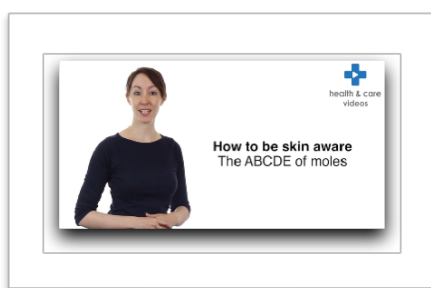 health & care
videos
How to be skin aware
The ABCDE of moles